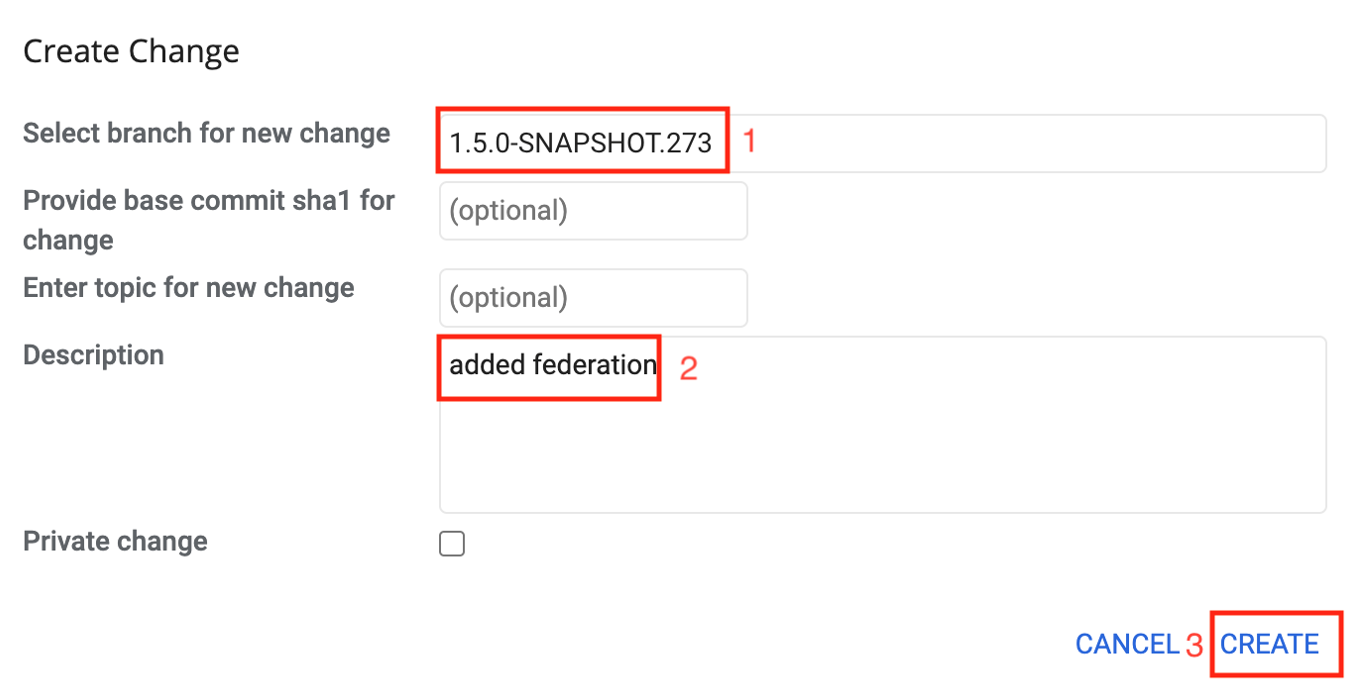 Create Change
Select branch for new change
1.5.0-SNAPSHOT.273 1
Provide base commit sha1 for
change
(optional)
Enter topic for new change
(optional)
Description
added federation 2
Private change
CANCEL 3 CREATE